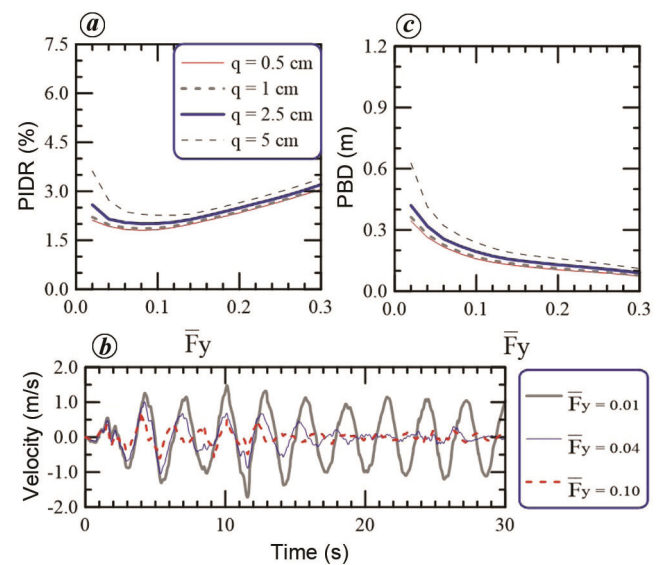 a
7.5
6.0
4.5
3.0
1.5
0.0
PIDR (%)
q = 0.5 cm
q = 1 cm
q = 2.5 cm
q = 5 cm
0.0 0.1 0.2 0.3
F̅y
c
1.2
0.9
0.6
0.3
0.0
PBD (m)
0.0 0.1 0.2 0.3
F̅y
b
2.0
1.0
0.0
-1.0
-2.0
Velocity (m/s)
0 10 20 30
Time (s)
F̅y = 0.01
F̅y = 0.04
F̅y = 0.10